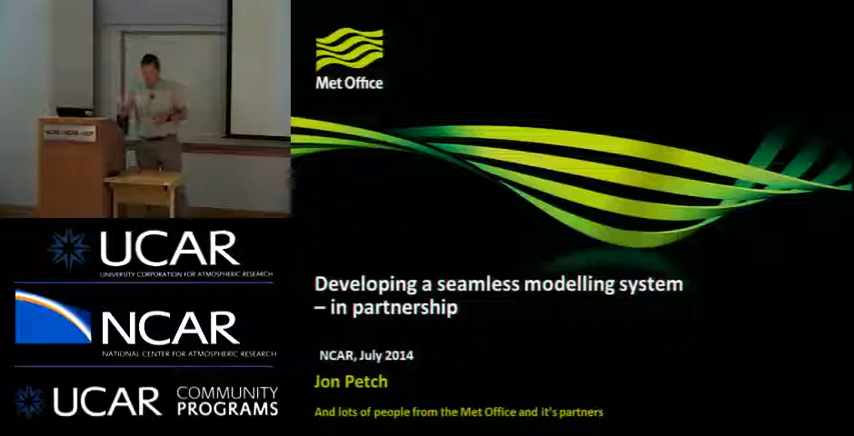 Met Office
UCAR
UNIVERSITY CORPORATION FOR ATMOSPHERIC RESEARCH
NCAR
NATIONAL CENTER FOR ATMOSPHERIC RESEARCH
UCAR COMMUNITY
PROGRAMS
Developing a seamless modelling system
– in partnership
NCAR, July 2014
Jon Petch
And lots of people from the Met Office and it's partners